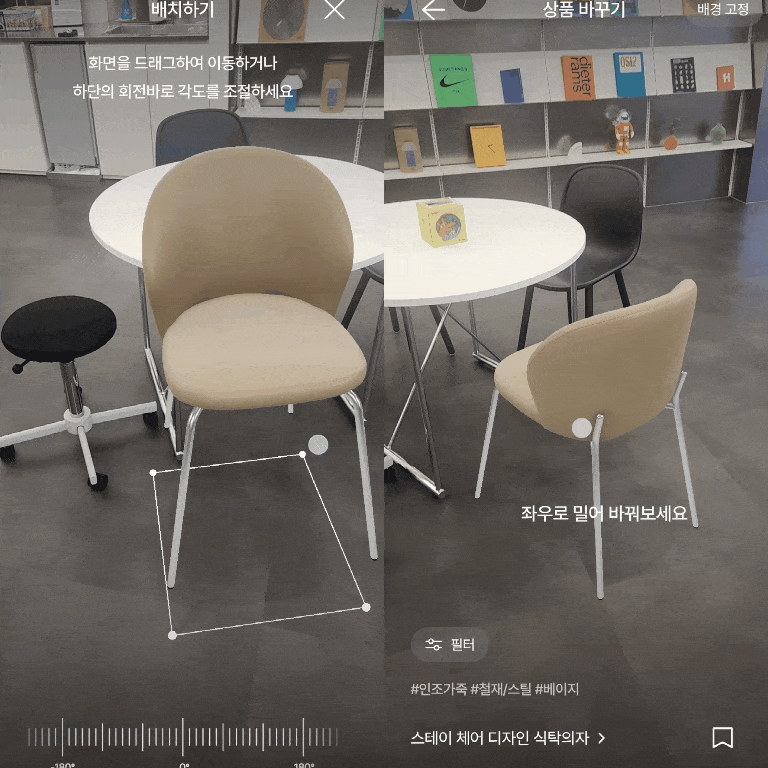 배치하기
화면을 드래그하여 이동하거나
하단의 회전바로 각도를 조절하세요
-180°
0°
180°
상품 바꾸기
배경 고정
dieter
rams
좌우로 밀어 바꿔보세요
필터
#인조가죽 #철재/스틸 #베이지
스테이 체어 디자인 식탁의자